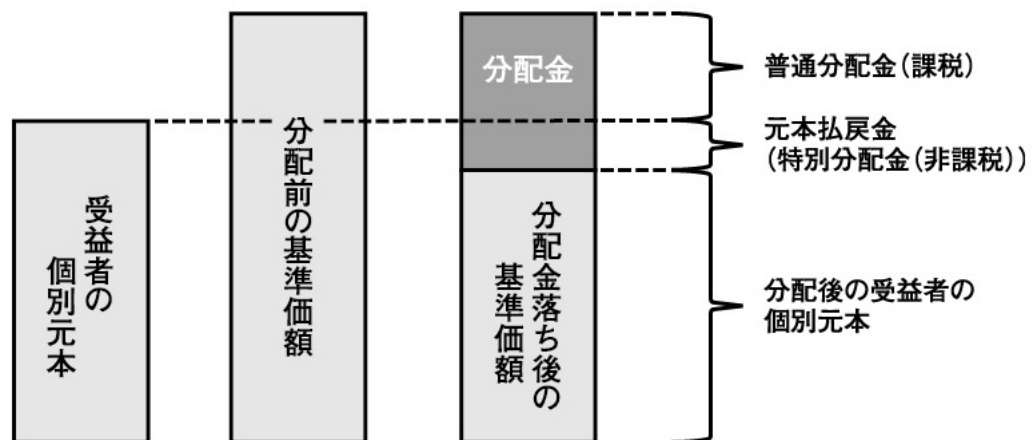 受益者の
個別元本
分配前の基準価額
分配金
分配金落ち後の
基準価額
普通分配金（課税）
元本払戻金
（特別分配金（非課税））
分配後の受益者の
個別元本